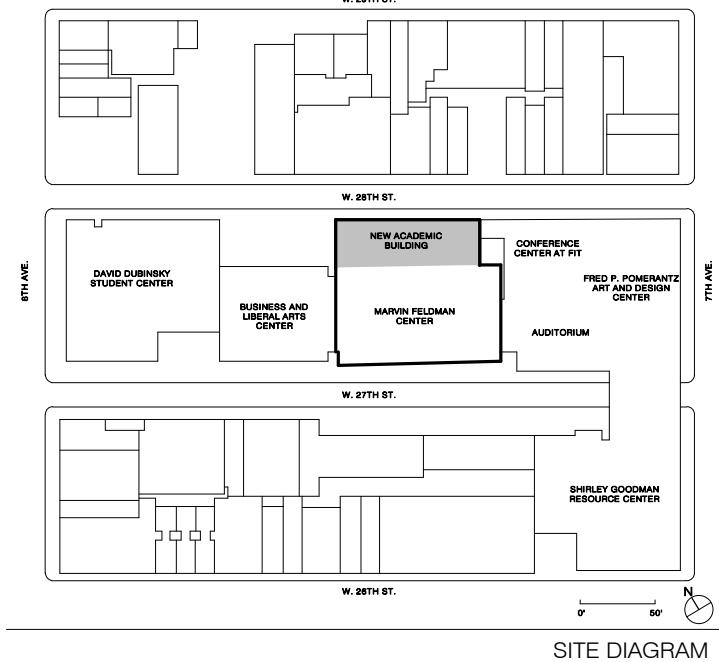 W. 29TH ST.
W. 28TH ST.
NEW ACADEMIC
BUILDING
CONFERENCE
CENTER AT FIT
8TH AVE.
DAVID DUBINSKY
STUDENT CENTER
FRED P. POMERANTZ
ART AND DESIGN
CENTER
7TH AVE.
BUSINESS AND
LIBERAL ARTS
CENTER
MARVIN FELDMAN
CENTER
AUDITORIUM
W. 27TH ST.
SHIRLEY GOODMAN
RESOURCE CENTER
W. 26TH ST.
N
0'
50'
SITE DIAGRAM